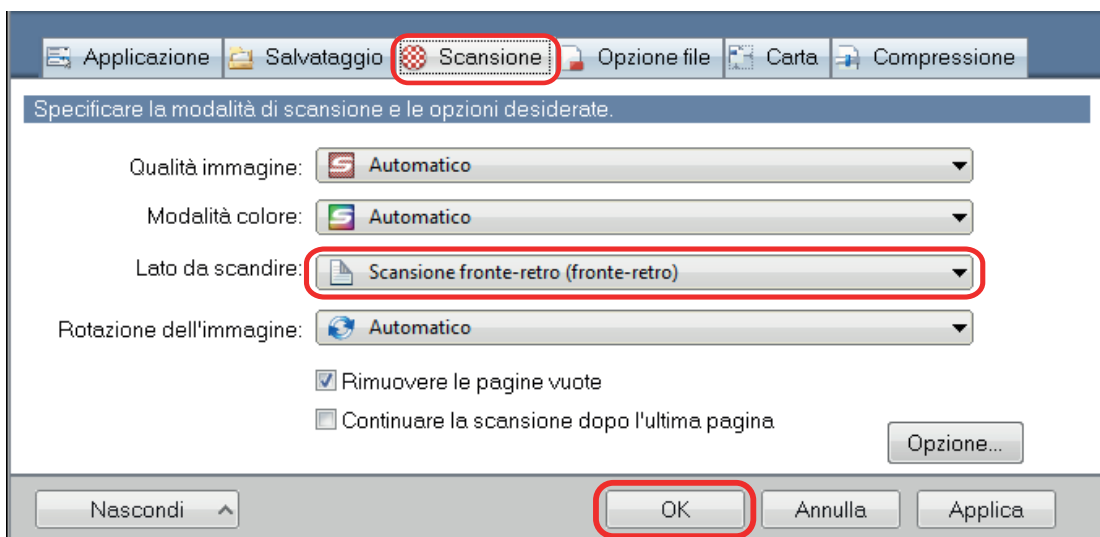 Applicazione Salvataggio Scansione Opzione file Carta Compressione
Specificare la modalità di scansione e le opzioni desiderate.
Qualità immagine: Automatico
Modalità colore: Automatico
Lato da scandire: Scansione fronte-retro (fronte-retro)
Rotazione dell'immagine: Automatico
Rimuovere le pagine vuote
Continuare la scansione dopo l'ultima pagina
Opzione...
Nascondi OK Annulla Applica